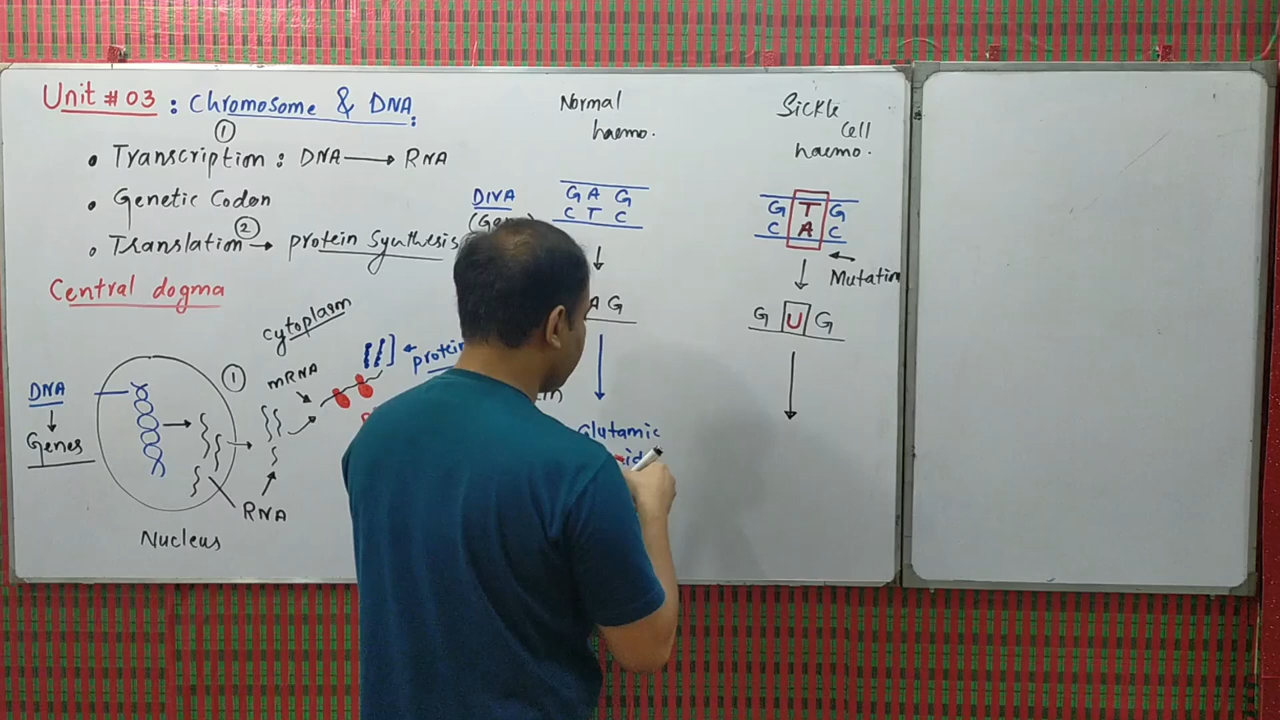 Unit # 03 : Chromosome & DNA :
①
• Transcription : DNA → RNA
• Genetic Codon
②
• Translation → protein Synthesis
Central dogma
cytoplasm
①
mRNA
← protein
DNA
↓
Genes
RNA
Nucleus
Normal
haemo.
DNA
G A G
C T C
↓
A G
↓
Glutamic
Sickle
Cell
haemo.
G T G
C A C
← Mutation
↓
G U G
↓